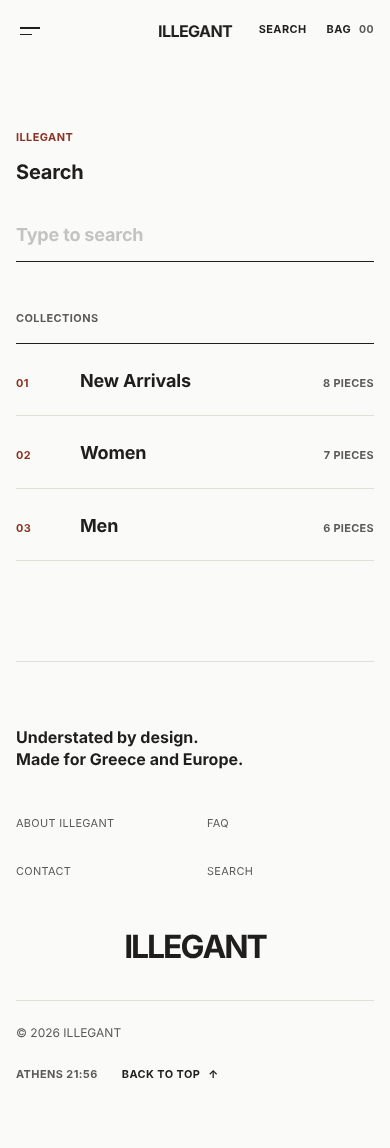 ILLEGANT SEARCH BAG 00
ILLEGANT
Search
Type to search
COLLECTIONS
01 New Arrivals 8 PIECES
02 Women 7 PIECES
03 Men 6 PIECES
Understated by design.
Made for Greece and Europe.
ABOUT ILLEGANT FAQ
CONTACT SEARCH
ILLEGANT
© 2026 ILLEGANT
ATHENS 21:56 BACK TO TOP ↑